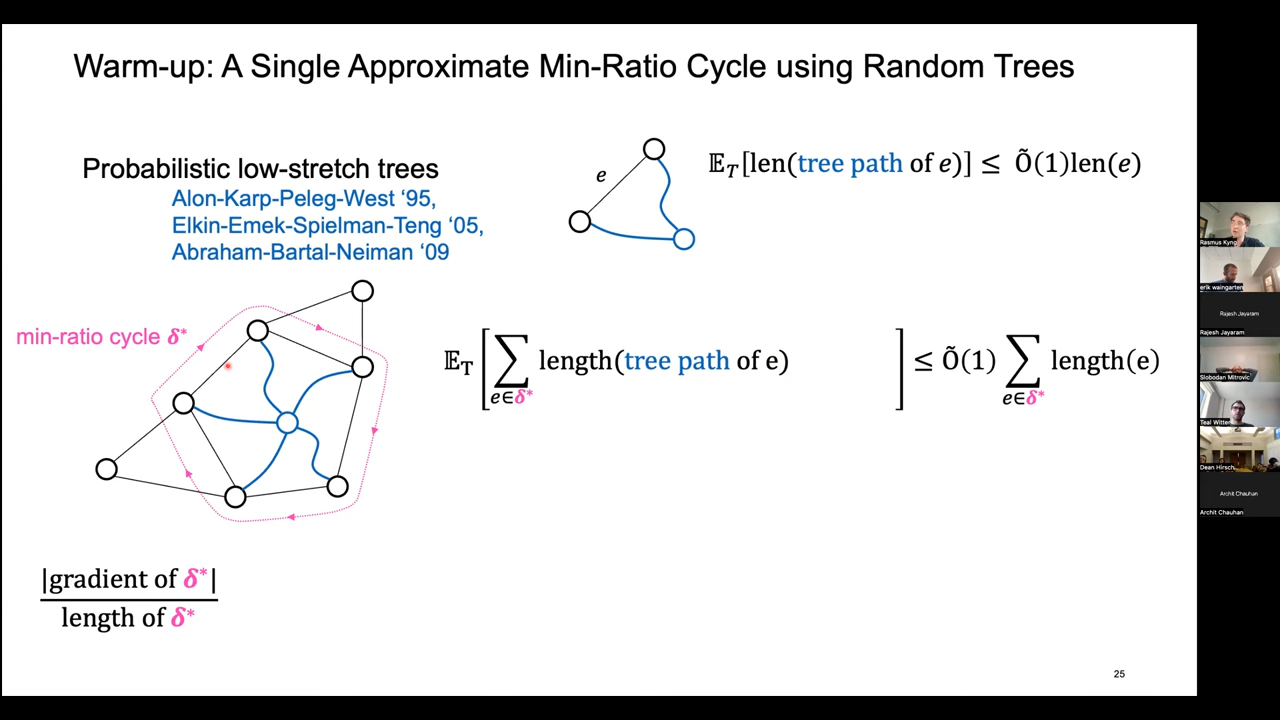 Warm-up: A Single Approximate Min-Ratio Cycle using Random Trees
Probabilistic low-stretch trees
Alon-Karp-Peleg-West ‘95,
Elkin-Emek-Spielman-Teng ‘05,
Abraham-Bartal-Neiman ‘09
e
𝔼_T[len(tree path of e)] ≤ Õ(1)len(e)
min-ratio cycle δ*
𝔼_T[∑_{e∈δ*} length(tree path of e) ] ≤ Õ(1) ∑_{e∈δ*} length(e)
|gradient of δ*|
length of δ*
25
Rasmus Kyng
erik waingarten
Rajesh Jayaram
Rajesh Jayaram
Slobodan Mitrovic
Teal Witter
Dean Hirsch
Archit Chauhan
Archit Chauhan